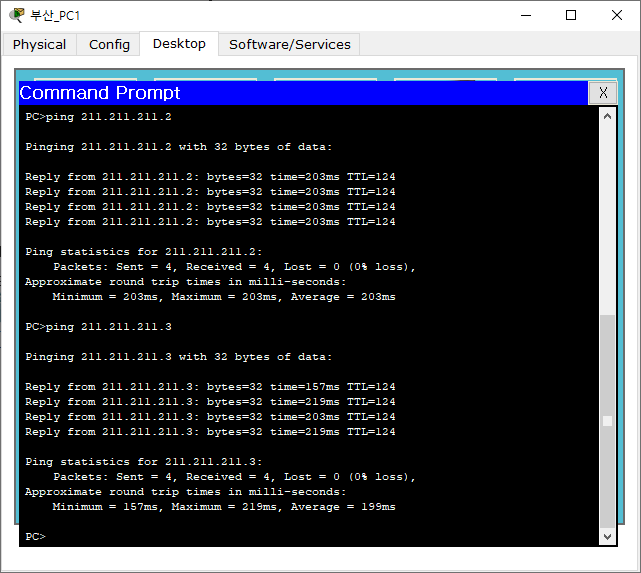 부산_PC1
Physical Config Desktop Software/Services
Command Prompt X
PC>ping 211.211.211.2
Pinging 211.211.211.2 with 32 bytes of data:
Reply from 211.211.211.2: bytes=32 time=203ms TTL=124
Reply from 211.211.211.2: bytes=32 time=203ms TTL=124
Reply from 211.211.211.2: bytes=32 time=203ms TTL=124
Reply from 211.211.211.2: bytes=32 time=203ms TTL=124
Ping statistics for 211.211.211.2:
Packets: Sent = 4, Received = 4, Lost = 0 (0% loss),
Approximate round trip times in milli-seconds:
Minimum = 203ms, Maximum = 203ms, Average = 203ms
PC>ping 211.211.211.3
Pinging 211.211.211.3 with 32 bytes of data:
Reply from 211.211.211.3: bytes=32 time=157ms TTL=124
Reply from 211.211.211.3: bytes=32 time=219ms TTL=124
Reply from 211.211.211.3: bytes=32 time=203ms TTL=124
Reply from 211.211.211.3: bytes=32 time=219ms TTL=124
Ping statistics for 211.211.211.3:
Packets: Sent = 4, Received = 4, Lost = 0 (0% loss),
Approximate round trip times in milli-seconds:
Minimum = 157ms, Maximum = 219ms, Average = 199ms
PC>